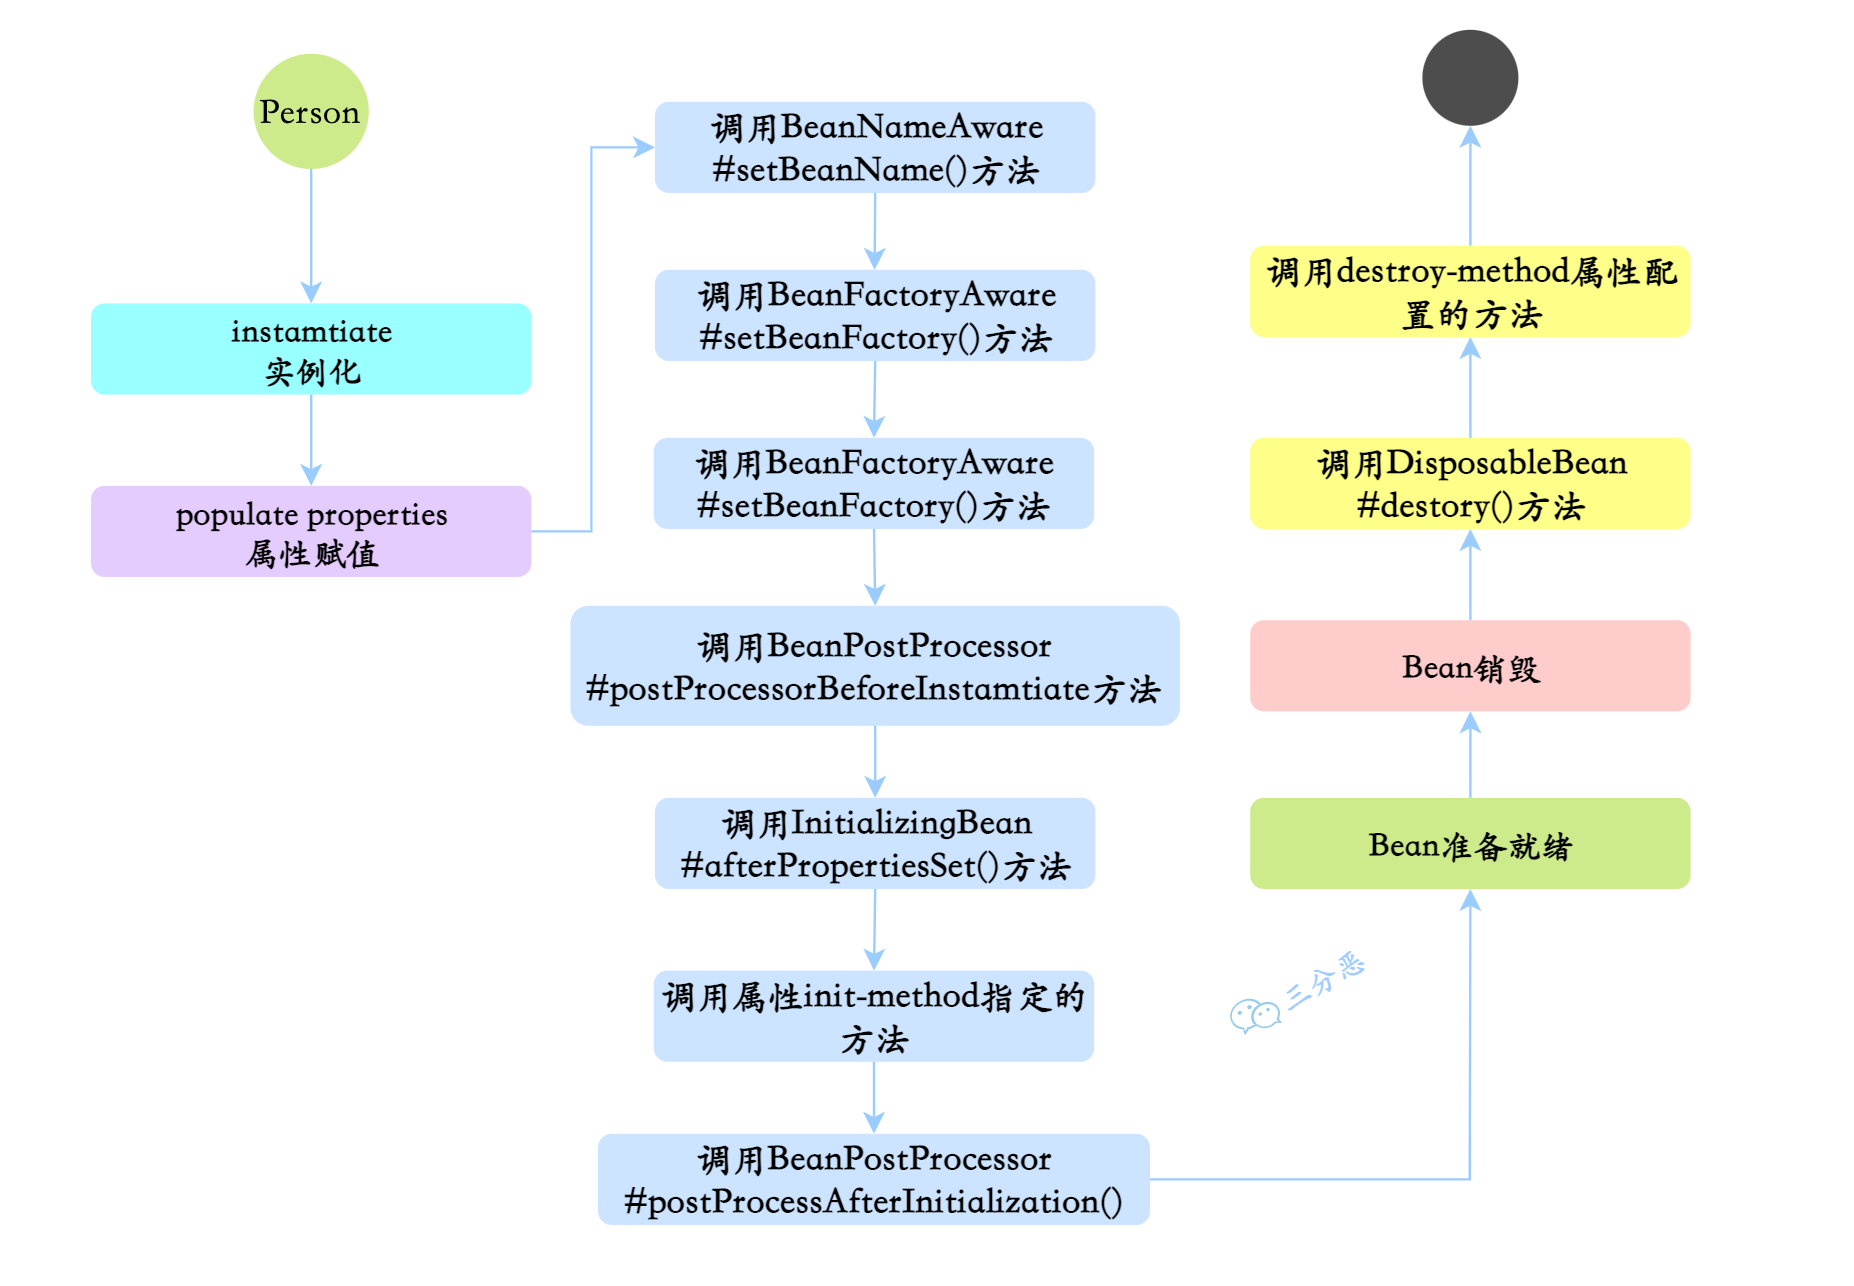 Person
instamtiate
实例化
populate properties
属性赋值
调用BeanNameAware
#setBeanName()方法
调用BeanFactoryAware
#setBeanFactory()方法
调用BeanFactoryAware
#setBeanFactory()方法
调用BeanPostProcessor
#postProcessorBeforeInstamtiate方法
调用InitializingBean
#afterPropertiesSet()方法
调用属性init-method指定的
方法
调用BeanPostProcessor
#postProcessAfterInitialization()
Bean准备就绪
Bean销毁
调用DisposableBean
#destory()方法
调用destroy-method属性配
置的方法
三分恶